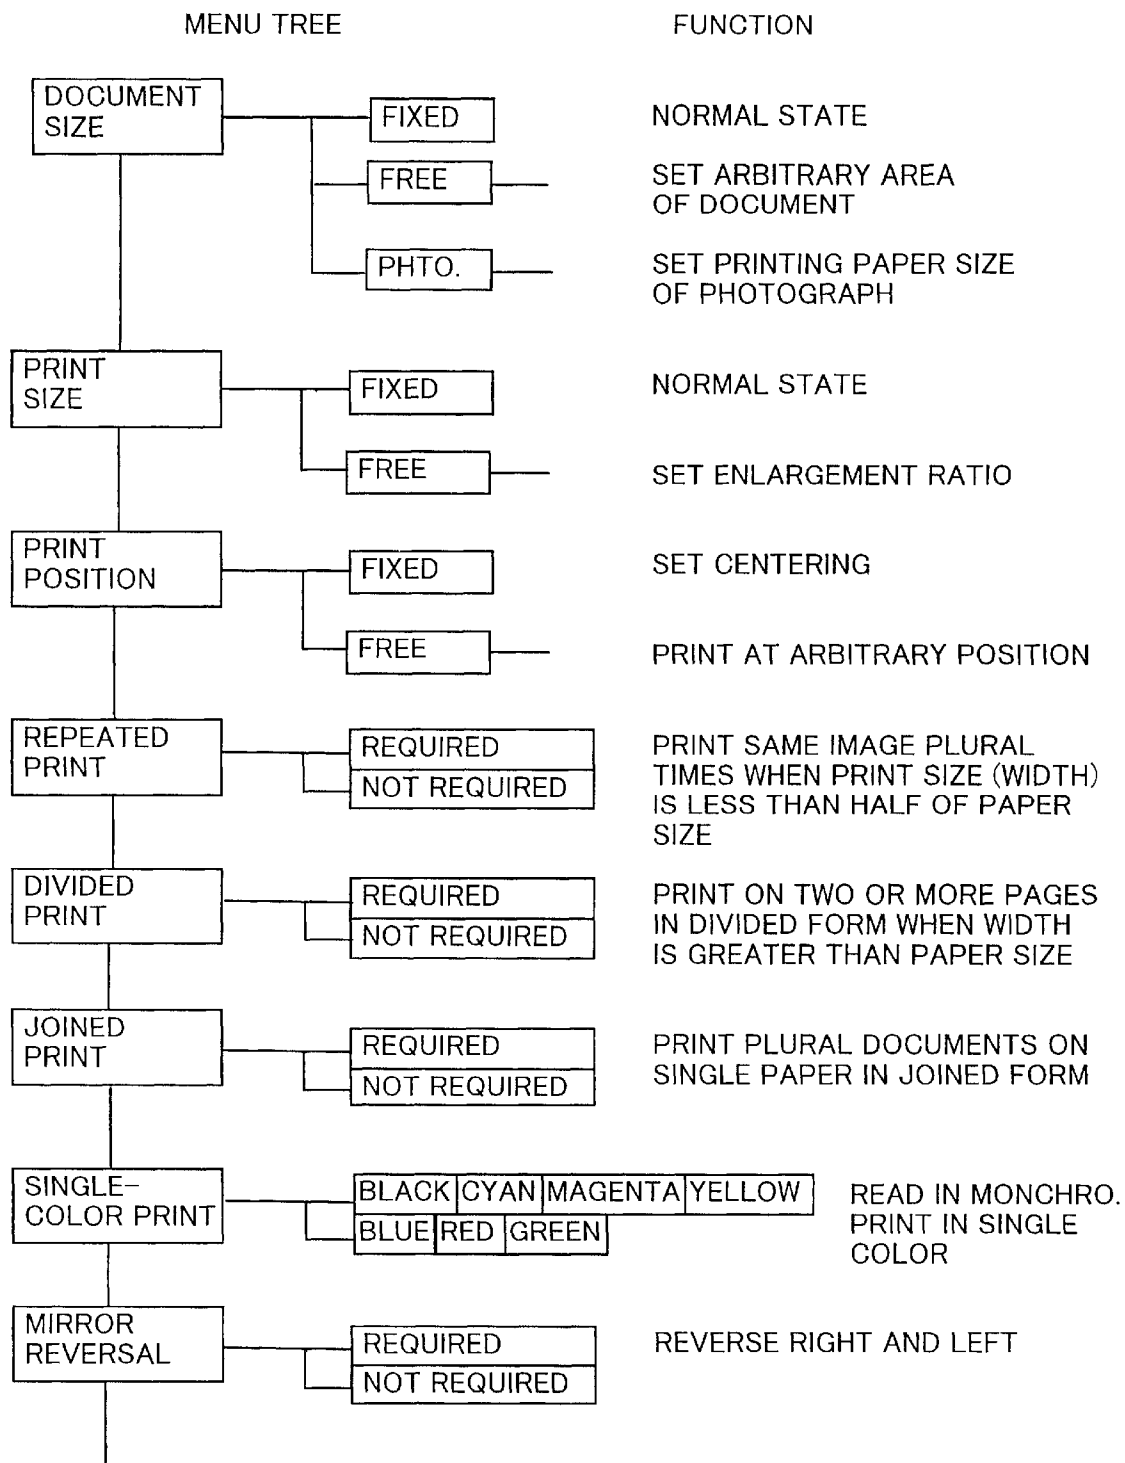 MENU TREE FUNCTION
DOCUMENT
SIZE
FIXED
NORMAL STATE
FREE
SET ARBITRARY AREA
OF DOCUMENT
PHTO.
SET PRINTING PAPER SIZE
OF PHOTOGRAPH
PRINT
SIZE
FIXED
NORMAL STATE
FREE
SET ENLARGEMENT RATIO
PRINT
POSITION
FIXED
SET CENTERING
FREE
PRINT AT ARBITRARY POSITION
REPEATED
PRINT
REQUIRED
NOT REQUIRED
PRINT SAME IMAGE PLURAL
TIMES WHEN PRINT SIZE (WIDTH)
IS LESS THAN HALF OF PAPER
SIZE
DIVIDED
PRINT
REQUIRED
NOT REQUIRED
PRINT ON TWO OR MORE PAGES
IN DIVIDED FORM WHEN WIDTH
IS GREATER THAN PAPER SIZE
JOINED
PRINT
REQUIRED
NOT REQUIRED
PRINT PLURAL DOCUMENTS ON
SINGLE PAPER IN JOINED FORM
SINGLE-
COLOR PRINT
BLACK CYAN MAGENTA YELLOW
BLUE RED GREEN
READ IN MONCHRO.
PRINT IN SINGLE
COLOR
MIRROR
REVERSAL
REQUIRED
NOT REQUIRED
REVERSE RIGHT AND LEFT